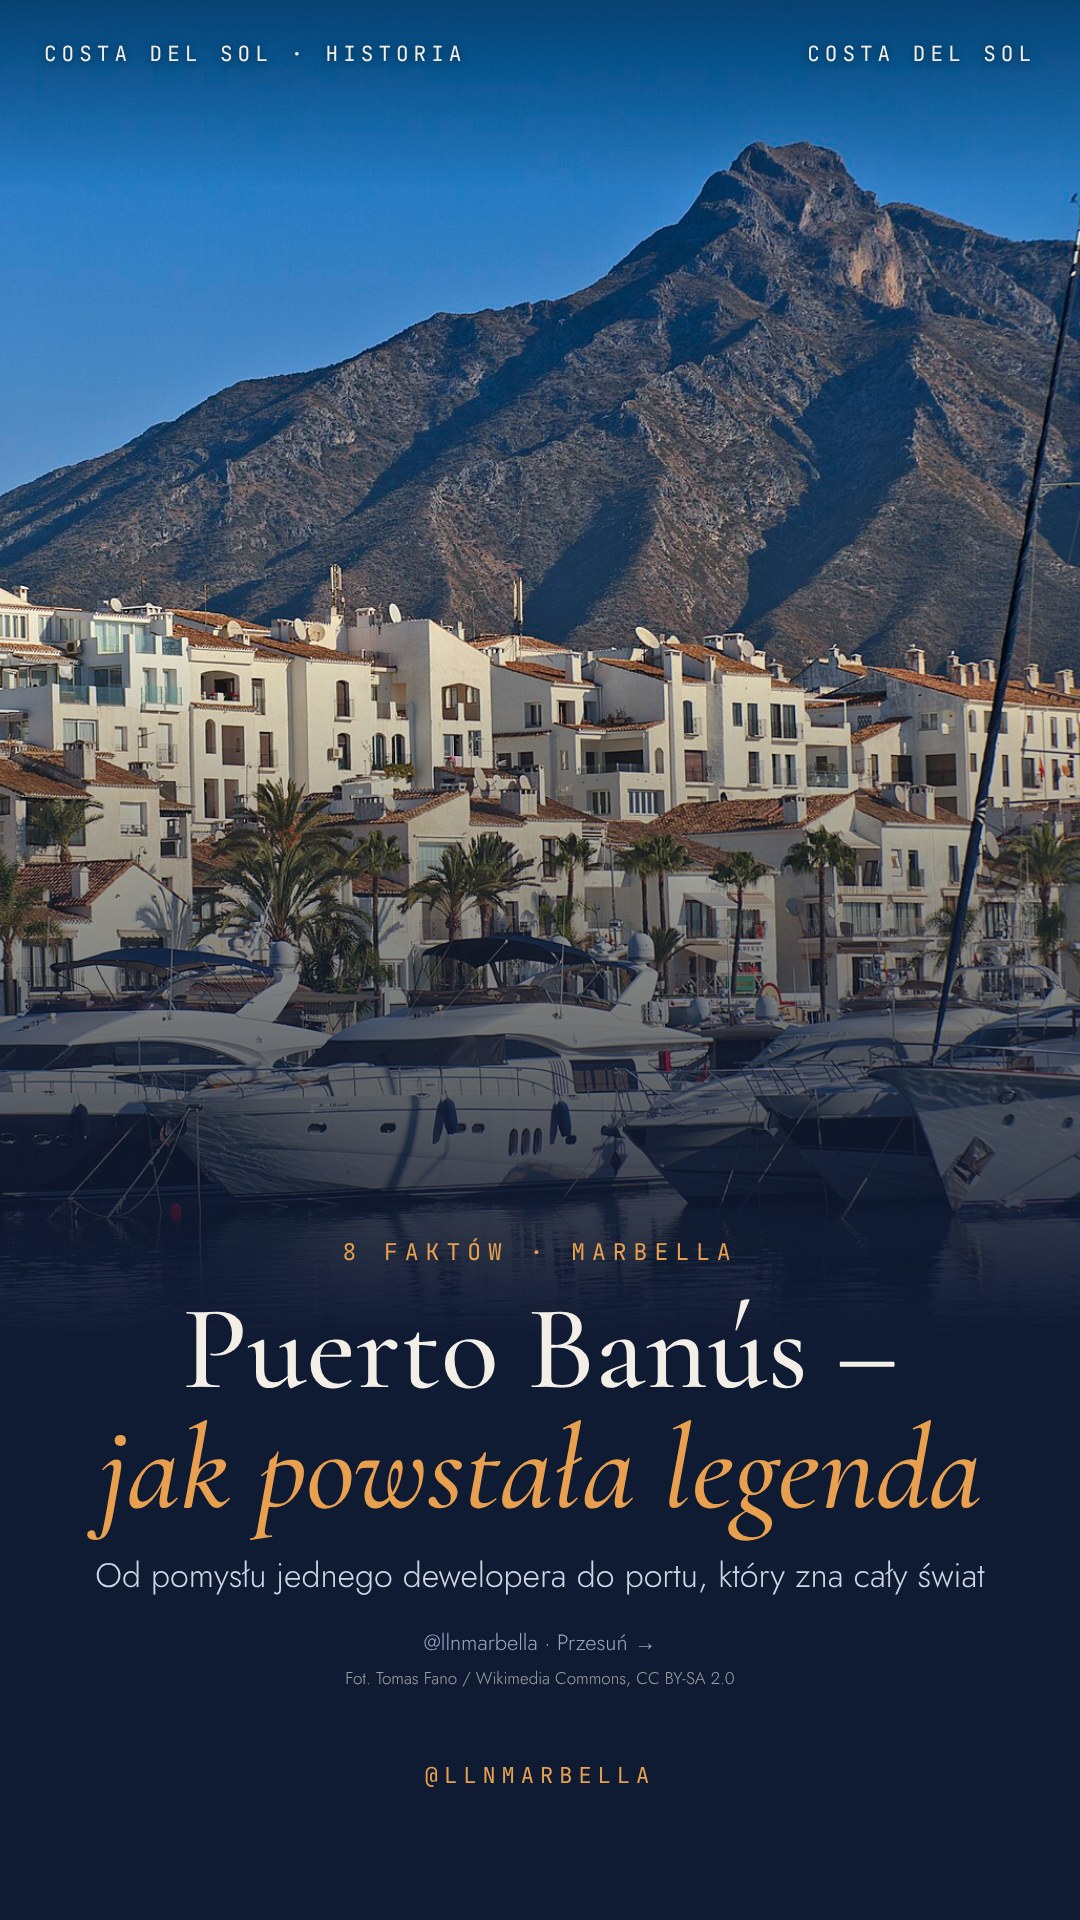 COSTA DEL SOL · HISTORIA
COSTA DEL SOL
8 FAKTÓW · MARBELLA
Puerto Banús –
jak powstała legenda
Od pomysłu jednego dewelopera do portu, który zna cały świat
@llnmarbella · Przesuń →
Fot. Tomas Fano / Wikimedia Commons, CC BY-SA 2.0
@LLNMARBELLA